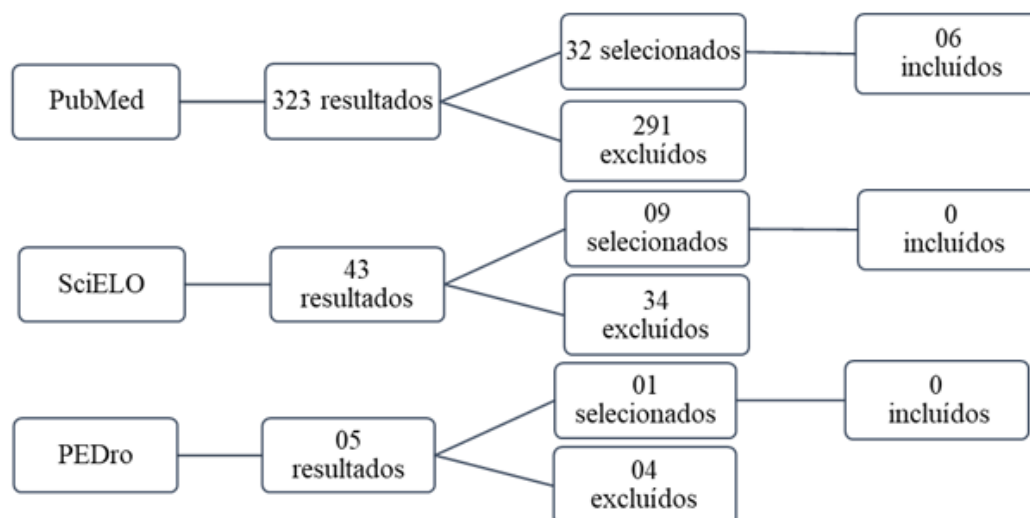 PubMed
323 resultados
32 selecionados
06
incluídos
291
excluídos
SciELO
43
resultados
09
selecionados
0
incluídos
34
excluídos
PEDro
05
resultados
01
selecionados
0
incluídos
04
excluídos